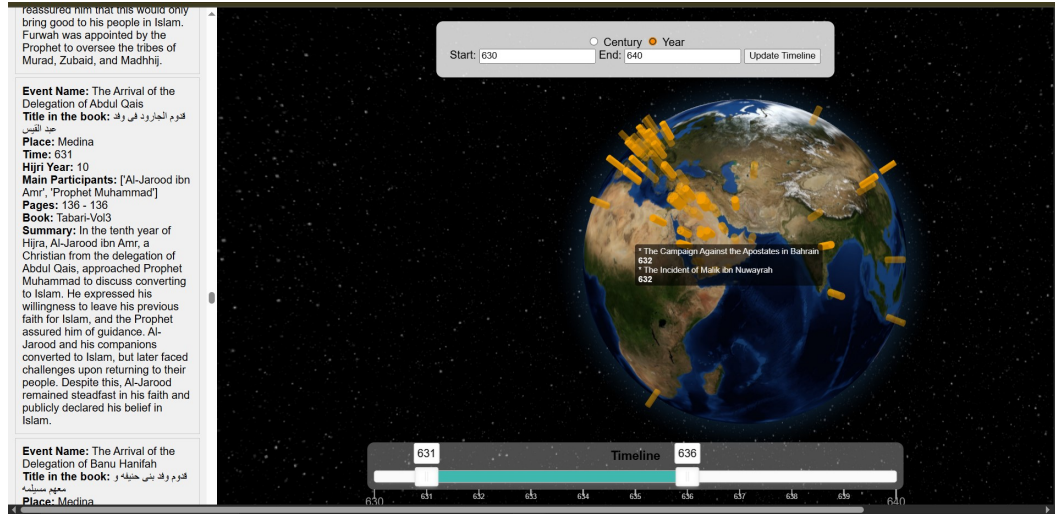 reassured him that this would only
bring good to his people in Islam.
Furwah was appointed by the
Prophet to oversee the tribes of
Murad, Zubaid, and Madhhij.
Event Name: The Arrival of the
Delegation of Abdul Qais
Title in the book: قدوم الجارود في وفد
عبد القيس
Place: Medina
Time: 631
Hijri Year: 10
Main Participants: ['Al-Jarood ibn
Amr', 'Prophet Muhammad']
Pages: 136 - 136
Book: Tabari-Vol3
Summary: In the tenth year of
Hijra, Al-Jarood ibn Amr, a
Christian from the delegation of
Abdul Qais, approached Prophet
Muhammad to discuss converting
to Islam. He expressed his
willingness to leave his previous
faith for Islam, and the Prophet
assured him of guidance. Al-
Jarood and his companions
converted to Islam, but later faced
challenges upon returning to their
people. Despite this, Al-Jarood
remained steadfast in his faith and
publicly declared his belief in
Islam.
Event Name: The Arrival of the
Delegation of Banu Hanifah
Title in the book: قدوم وفد بنى حنيفه و
معهم مسيلمه
Place: Medina
Century Year
Start: 630 End: 640 Update Timeline
* The Campaign Against the Apostates in Bahrain
632
* The Incident of Malik ibn Nuwayrah
632
631 Timeline 636
630 631 632 633 634 635 636 637 638 639 640